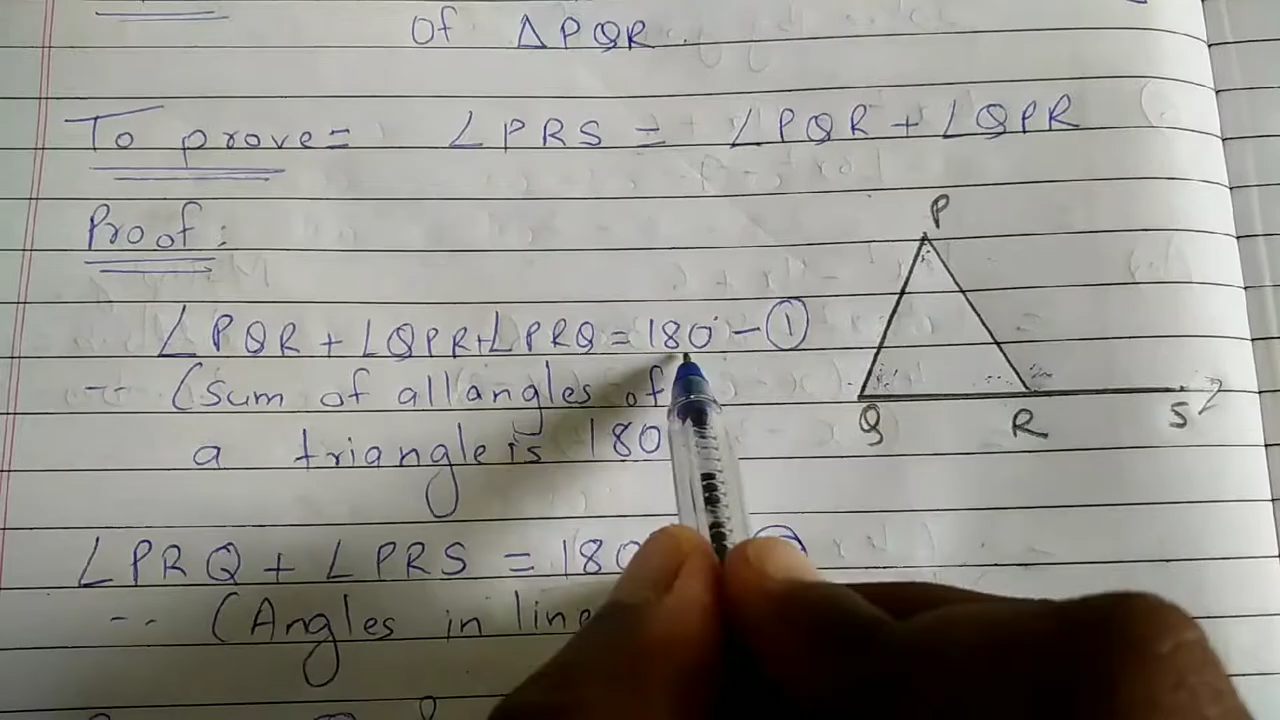 Of ΔPQR.
To prove= ∠PRS = ∠PQR + ∠QPR
Proof:
∠PQR + ∠QPR+∠PRQ = 180° – ①
-- (Sum of all angles of
a triangle is 180
∠PRQ + ∠PRS = 180
-- (Angles in line
P
Q
R
S